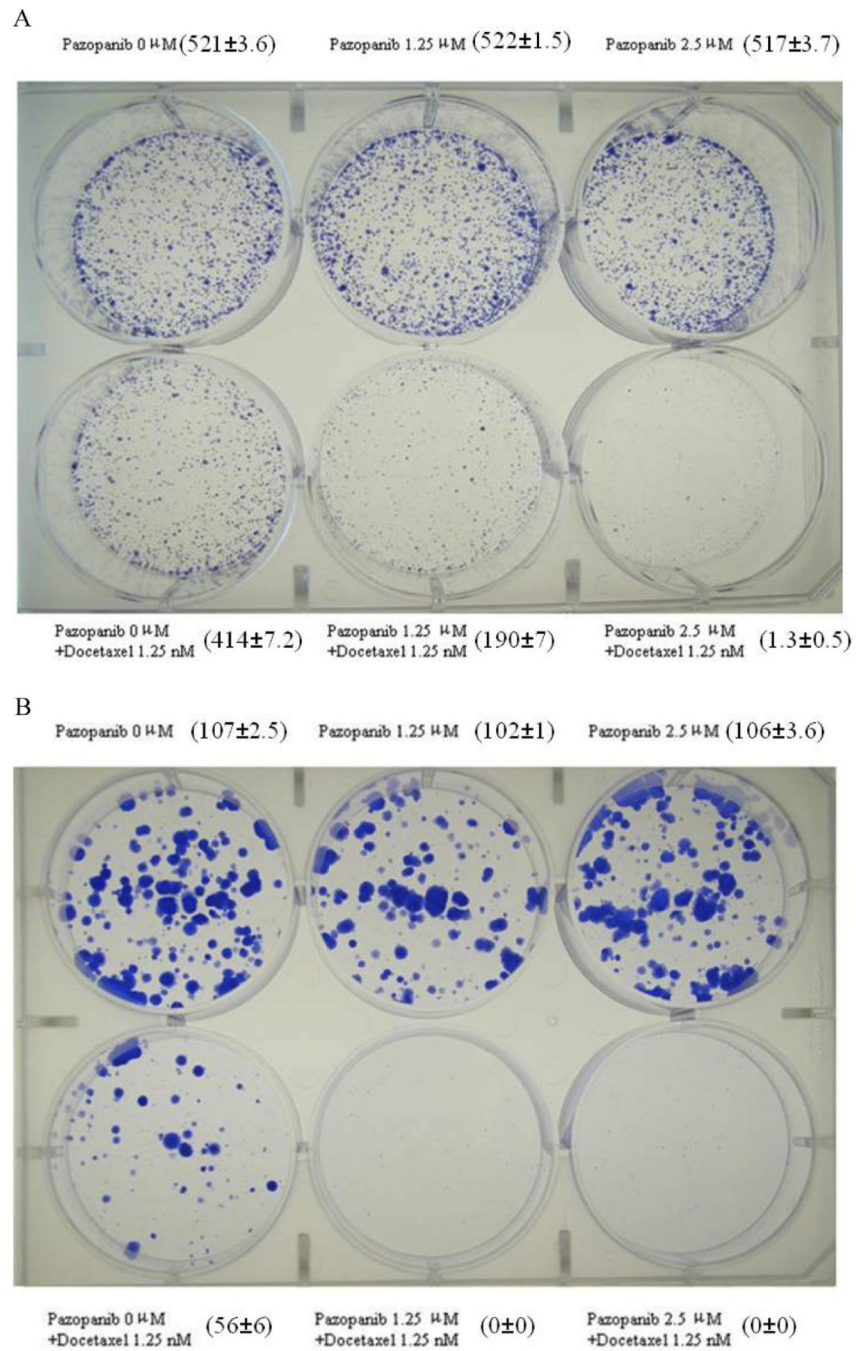 A
Pazopanib 0 μM (521±3.6) Pazopanib 1.25 μM (522±1.5) Pazopanib 2.5 μM (517±3.7)
Pazopanib 0 μM (414±7.2) Pazopanib 1.25 μM (190±7) Pazopanib 2.5 μM (1.3±0.5)
+Docetaxel 1.25 nM +Docetaxel 1.25 nM +Docetaxel 1.25 nM
B
Pazopanib 0 μM (107±2.5) Pazopanib 1.25 μM (102±1) Pazopanib 2.5 μM (106±3.6)
Pazopanib 0 μM (56±6) Pazopanib 1.25 μM (0±0) Pazopanib 2.5 μM (0±0)
+Docetaxel 1.25 nM +Docetaxel 1.25 nM +Docetaxel 1.25 nM